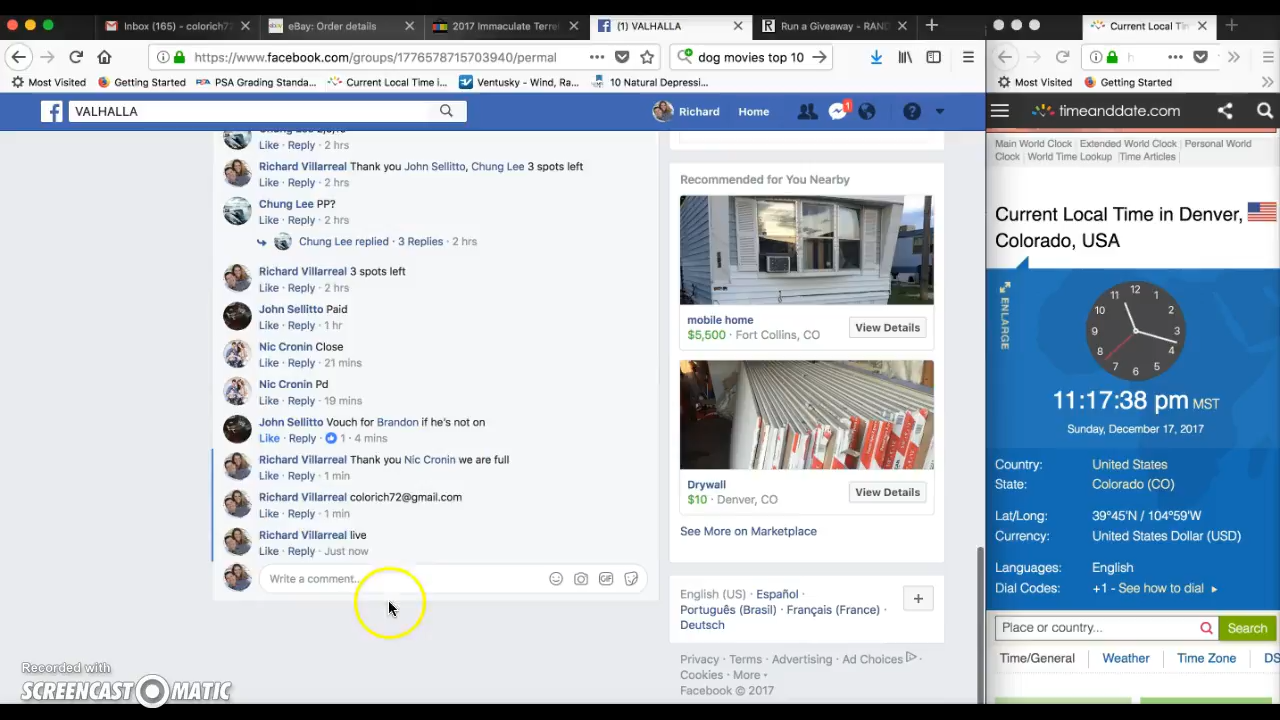 Inbox (165) - colorich72@gmail.c
eBay: Order details
2017 Immaculate Terre
(1) VALHALLA
Run a Giveaway - RAND
Current Local Tim
https://www.facebook.com/groups/1776578715703940/permal
dog movies top 10
h
Most Visited
Getting Started
PSA Grading Standa...
Current Local Time i...
Ventusky - Wind, Ra...
10 Natural Depressi...
Most Visited
Getting Started
VALHALLA
Richard
Home
1
timeanddate.com
2 hrs
Like · Reply · 2 hrs
Richard Villarreal Thank you John Sellitto, Chung Lee 3 spots left
Like · Reply · 2 hrs
Chung Lee PP?
Like · Reply · 2 hrs
Chung Lee replied · 3 Replies · 2 hrs
Richard Villarreal 3 spots left
Like · Reply · 2 hrs
John Sellitto Paid
Like · Reply · 1 hr
Nic Cronin Close
Like · Reply · 21 mins
Nic Cronin Pd
Like · Reply · 19 mins
John Sellitto Vouch for Brandon if he's not on
Like · Reply · 1 · 4 mins
Richard Villarreal Thank you Nic Cronin we are full
Like · Reply · 1 min
Richard Villarreal colorich72@gmail.com
Like · Reply · 1 min
Richard Villarreal live
Like · Reply · Just now
Write a comment...
GIF
Recommended for You Nearby
mobile home
$5,500 · Fort Collins, CO
View Details
Drywall
$10 · Denver, CO
View Details
See More on Marketplace
English (US) · Español ·
Português (Brasil) · Français (France) ·
Deutsch
Privacy · Terms · Advertising · Ad Choices ·
Cookies · More
Facebook © 2017
Main World Clock Extended World Clock Personal World
Clock World Time Lookup Time Articles
Current Local Time in Denver,
Colorado, USA
ENLARGE
12
1
2
3
4
5
6
7
8
9
10
11
11:17:38 pm MST
Sunday, December 17, 2017
Country: United States
State: Colorado (CO)
Lat/Long: 39°45'N / 104°59'W
Currency: United States Dollar (USD)
Languages: English
Dial Codes: +1 - See how to dial
Place or country...
Search
Time/General
Weather
Time Zone
DS
Recorded with
SCREENCAST-O-MATIC